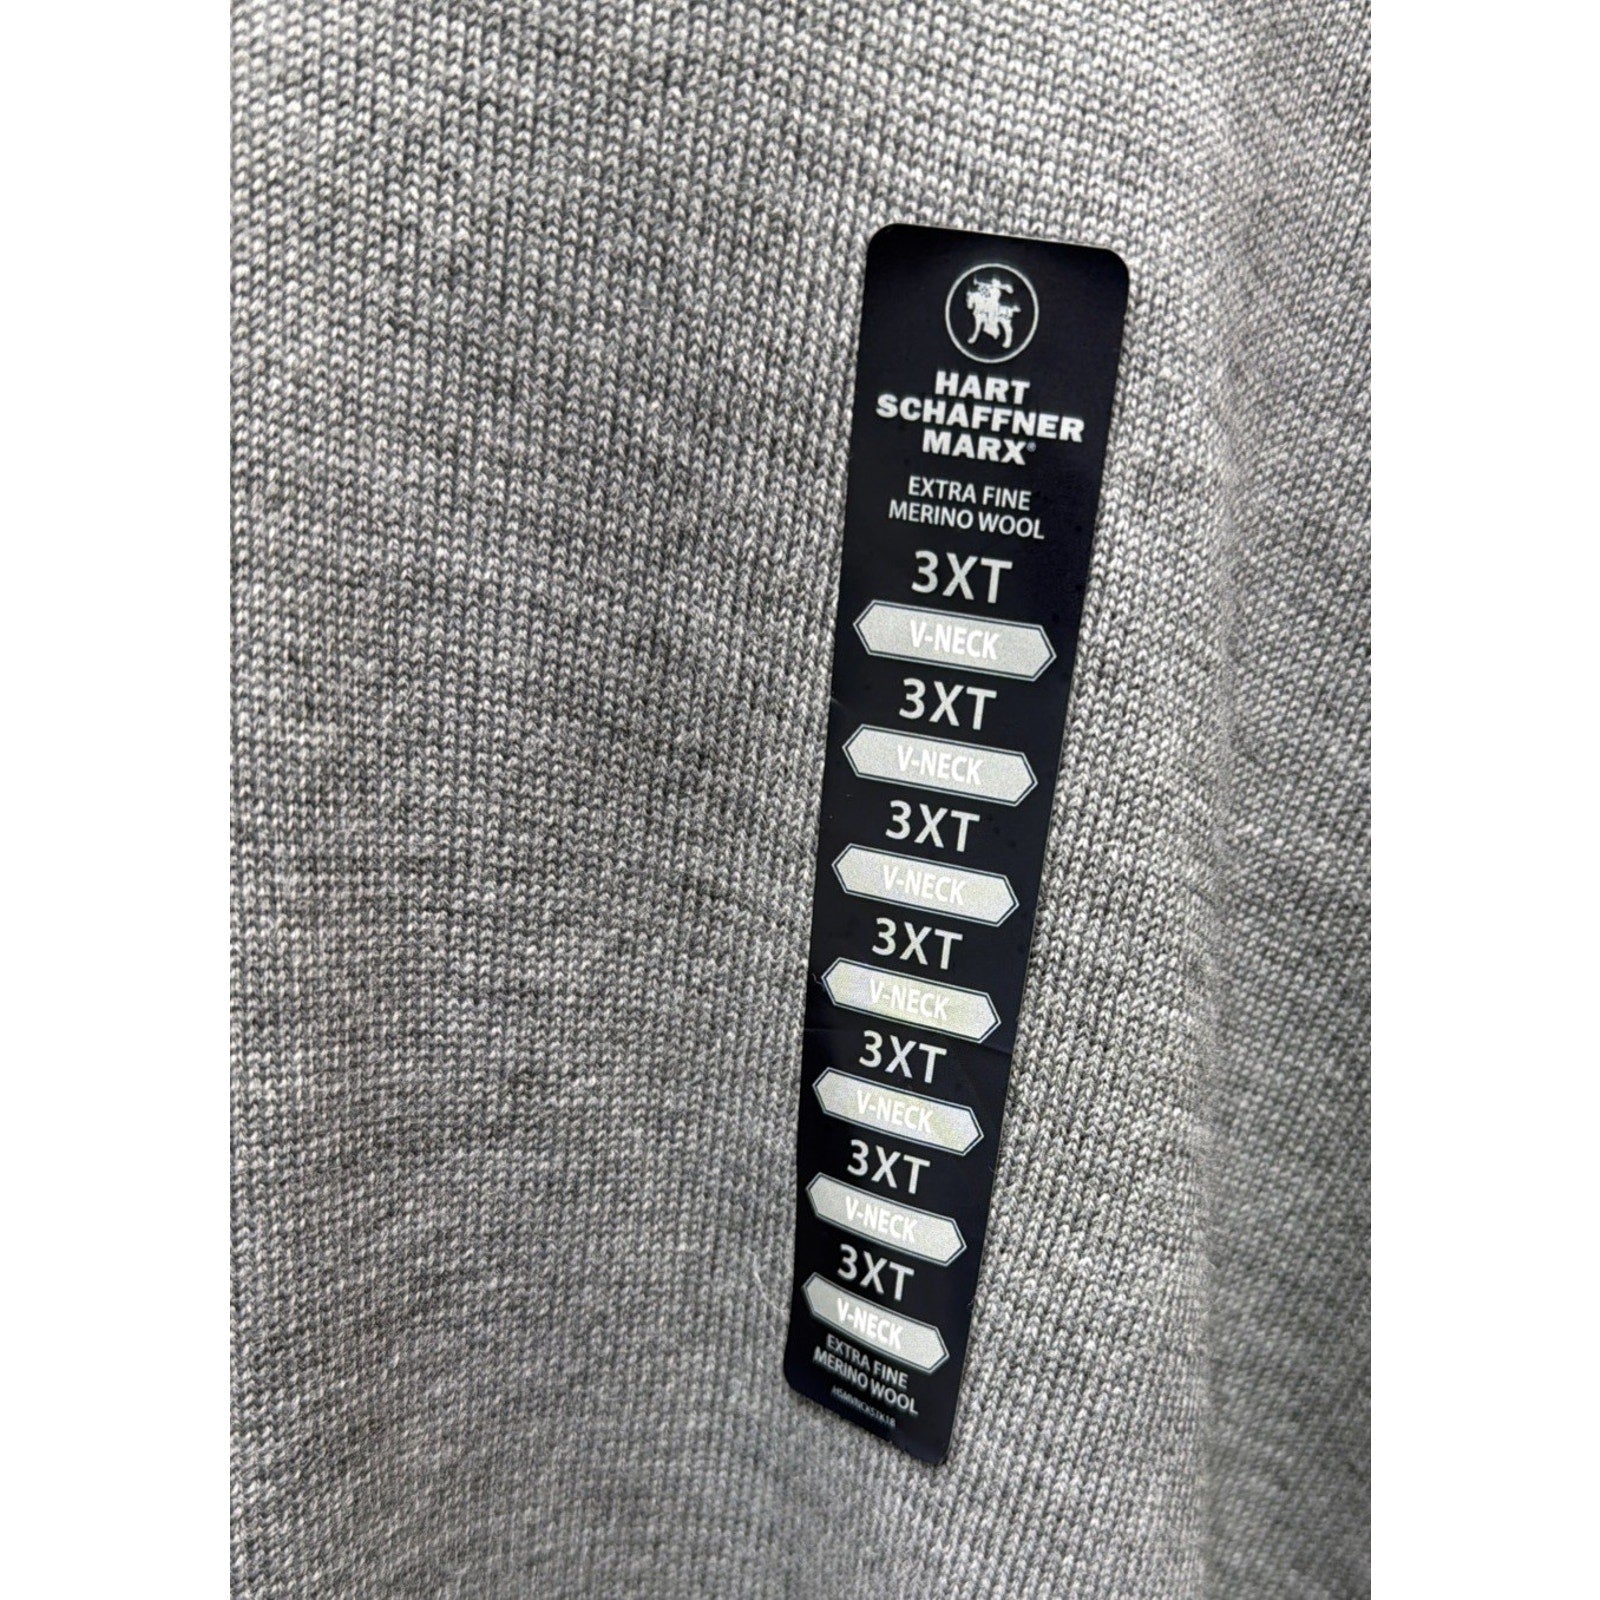 HART
SCHAFFNER
MARX®
EXTRA FINE
MERINO WOOL
3XT
V-NECK
3XT
V-NECK
3XT
V-NECK
3XT
V-NECK
3XT
V-NECK
3XT
V-NECK
3XT
V-NECK
EXTRA FINE
MERINO WOOL